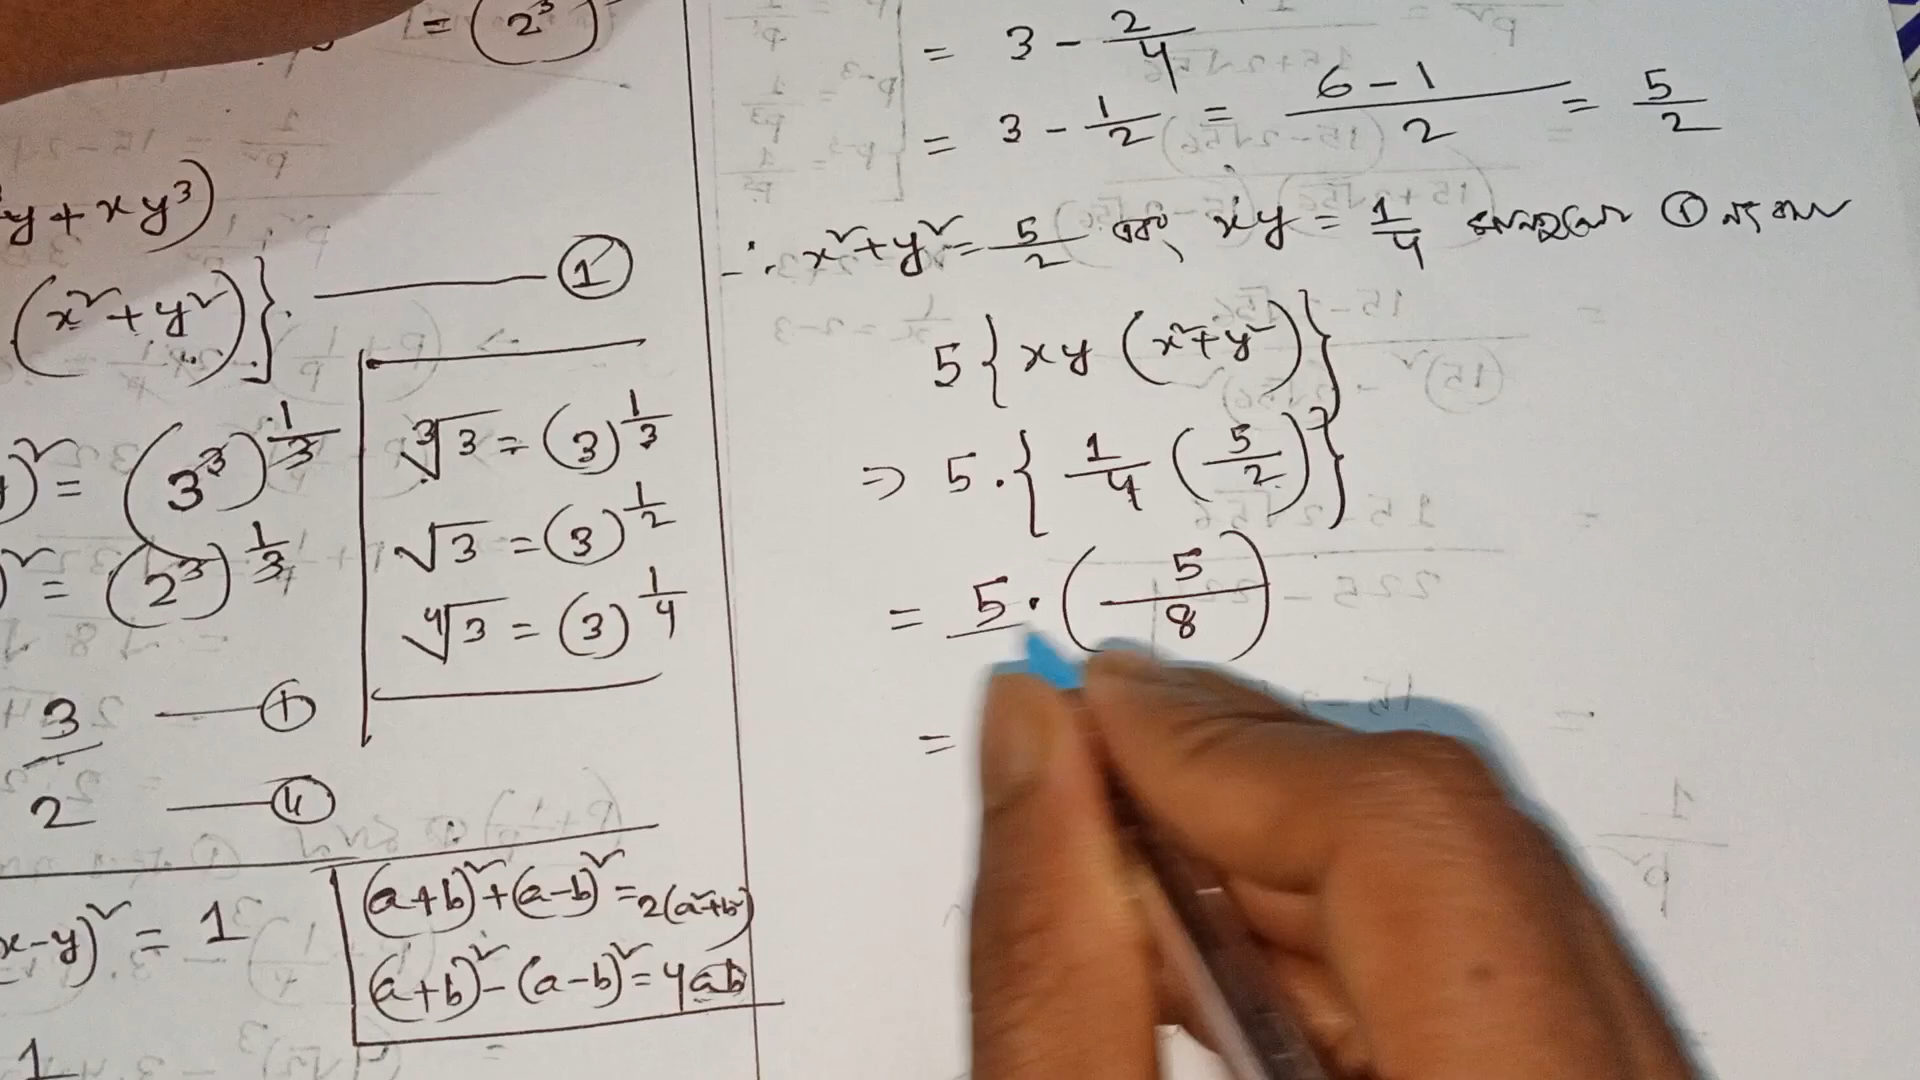 = (2³)
y + xy³)
(x² + y²)} ——— ①
)² = (3³)^1/3
)² = (2³)^1/3
3 —— ⓘ
2 —— ⓘⓘ
x-y)² = 1
1
∛3 = (3)^1/3
√3 = (3)^1/2
∜3 = (3)^1/4
(a+b)² + (a-b)² = 2(a²+b²)
(a+b)² - (a-b)² = 4ab
= 3 - 2/4
= 3 - 1/2 = 6-1/2 = 5/2
∴ x² + y² = 5/2 এবং xy = 1/4 ① নং
5{xy (x²+y²)}
⇒ 5.{1/4 (5/2)}
= 5.(5/8)
=